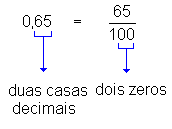 0,65 = 65/100
duas casas decimais
dois zeros